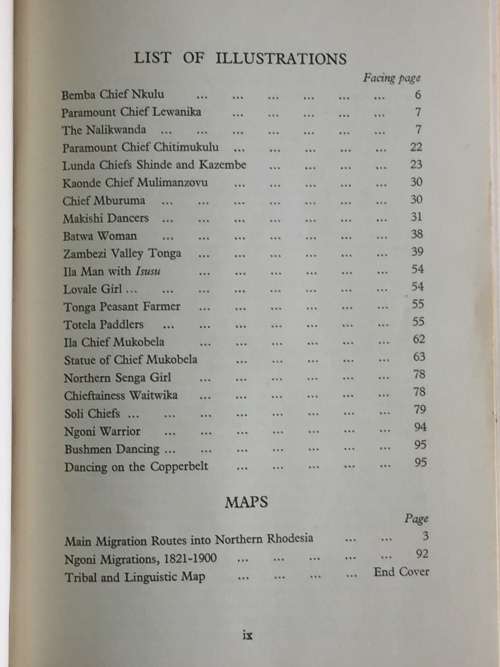 LIST OF ILLUSTRATIONS
Facing page
Bemba Chief Nkulu ... ... ... ... ... 6
Paramount Chief Lewanika ... ... ... ... ... 7
The Nalikwanda ... ... ... ... ... ... 7
Paramount Chief Chitimukulu ... ... ... ... ... 22
Lunda Chiefs Shinde and Kazembe ... ... ... ... 23
Kaonde Chief Mulimanzovu ... ... ... ... ... 30
Chief Mburuma ... ... ... ... ... ... 30
Makishi Dancers ... ... ... ... ... ... ... 31
Batwa Woman ... ... ... ... ... ... ... 38
Zambezi Valley Tonga ... ... ... ... ... ... 39
Ila Man with Isusu ... ... ... ... ... ... 54
Lovale Girl ... ... ... ... ... ... ... 54
Tonga Peasant Farmer ... ... ... ... ... ... 55
Totela Paddlers ... ... ... ... ... ... ... 55
Ila Chief Mukobela ... ... ... ... ... ... 62
Statue of Chief Mukobela ... ... ... ... ... 63
Northern Senga Girl ... ... ... ... ... ... 78
Chieftainess Waitwika ... ... ... ... ... ... 78
Soli Chiefs ... ... ... ... ... ... ... ... 79
Ngoni Warrior ... ... ... ... ... ... ... 94
Bushmen Dancing ... ... ... ... ... ... ... 95
Dancing on the Copperbelt ... ... ... ... ... 95
MAPS
Page
Main Migration Routes into Northern Rhodesia ... ... 3
Ngoni Migrations, 1821-1900 ... ... ... ... ... 92
Tribal and Linguistic Map ... ... ... ... End Cover
ix